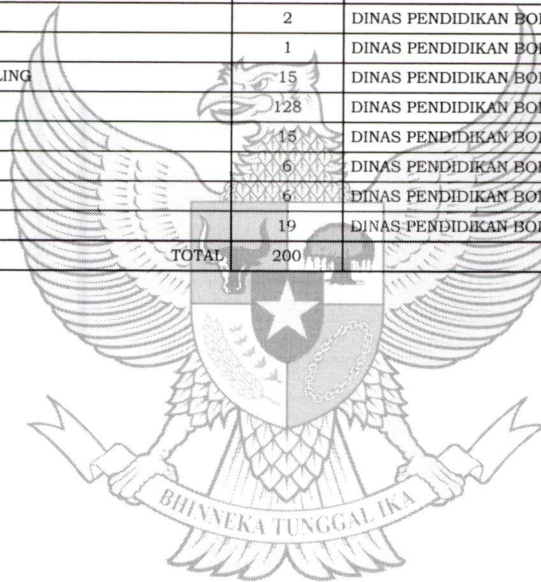 2 DINAS PENDIDIKAN
1 DINAS PENDIDIKAN
15 DINAS PENDIDIKAN
128 DINAS PENDIDIKAN
15 DINAS PENDIDIKAN
6 DINAS PENDIDIKAN
6 DINAS PENDIDIKAN
19 DINAS PENDIDIKAN
TOTAL 200
BHINNEKA TUNGGAL IKA